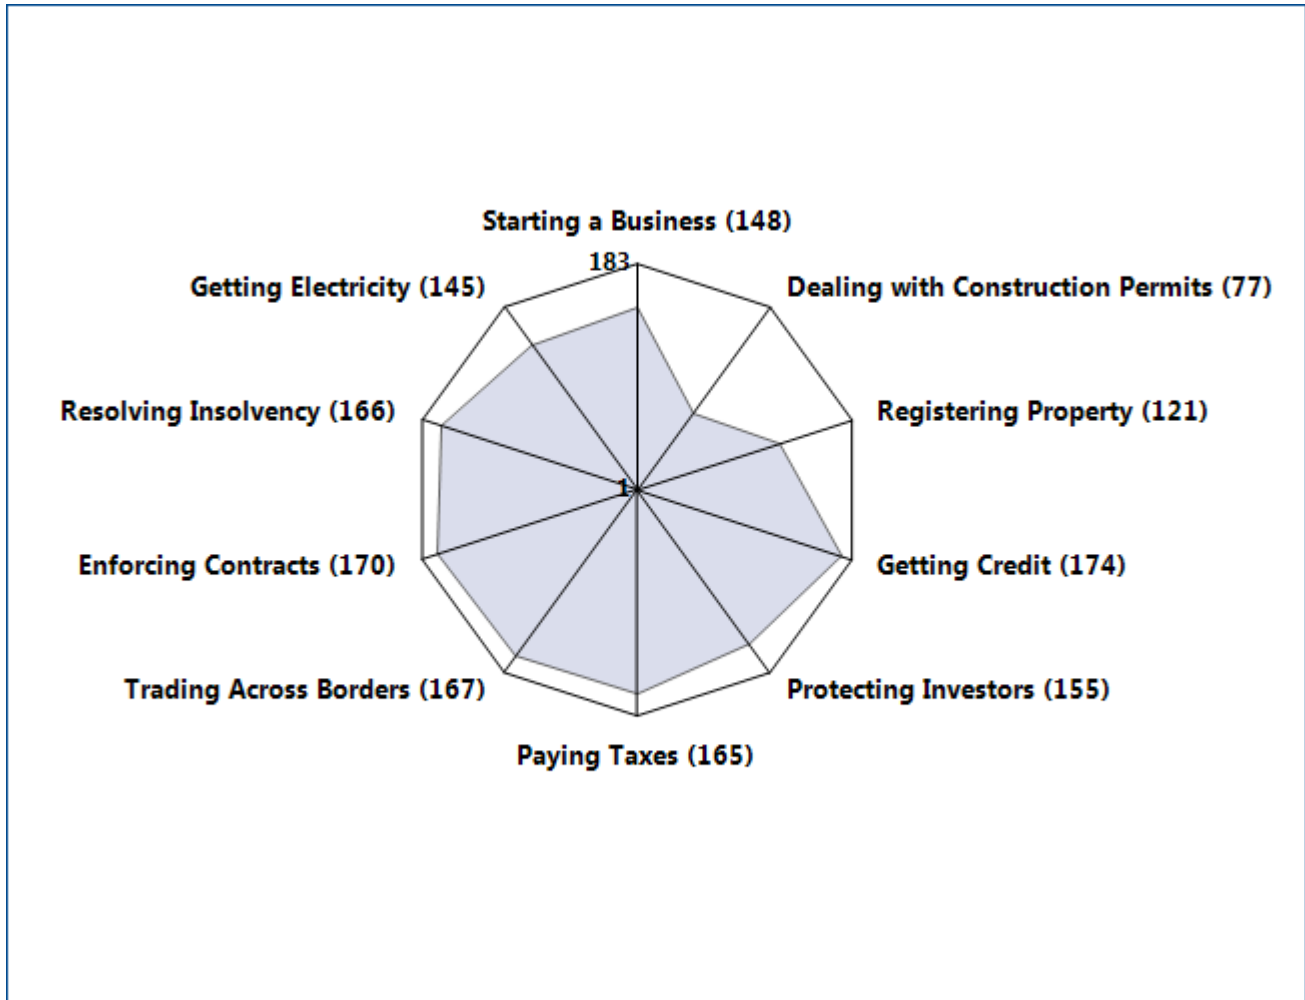 Starting a Business (148)
183
Getting Electricity (145)
Dealing with Construction Permits (77)
Resolving Insolvency (166)
Registering Property (121)
1
Enforcing Contracts (170)
Getting Credit (174)
Trading Across Borders (167)
Protecting Investors (155)
Paying Taxes (165)